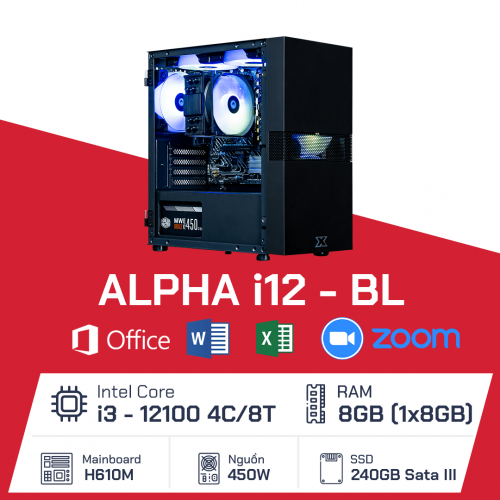 MWE
450
ALPHA i12 - BL
Office
W
X
zoom
Intel Core
i3 - 12100 4C/8T
RAM
8GB (1x8GB)
Mainboard
H610M
Nguồn
450W
SSD
240GB Sata III